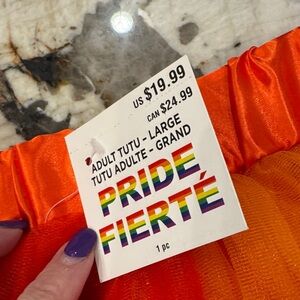 US $19.99
CAN $24.99
ADULT TUTU - LARGE
TUTU ADULTE - GRAND
PRIDE
FIERTÉ
1 pc